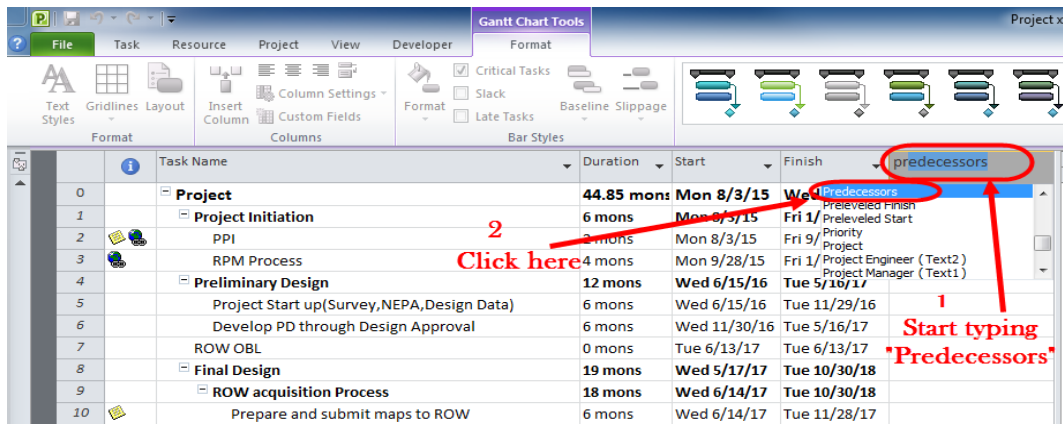 Gantt Chart Tools Project x
File Task Resource Project View Developer Format
Text Styles
Gridlines
Layout
Format
Insert Column
Column Settings
Custom Fields
Columns
Format
Critical Tasks
Slack
Late Tasks
Baseline
Slippage
Bar Styles
Task Name Duration Start Finish predecessors
0 Project 44.85 mons Mon 8/3/15 Wed
1 Project Initiation 6 mons Mon 8/3/15 Fri 1/
2 PPI 2 mons Mon 8/3/15 Fri 9/
3 RPM Process 4 mons Mon 9/28/15 Fri 1/
4 Preliminary Design 12 mons Wed 6/15/16 Tue 5/16/17
5 Project Start up(Survey,NEPA,Design Data) 6 mons Wed 6/15/16 Tue 11/29/16
6 Develop PD through Design Approval 6 mons Wed 11/30/16 Tue 5/16/17
7 ROW OBL 0 mons Tue 6/13/17 Tue 6/13/17
8 Final Design 19 mons Wed 5/17/17 Tue 10/30/18
9 ROW acquisition Process 18 mons Wed 6/14/17 Tue 10/30/18
10 Prepare and submit maps to ROW 6 mons Wed 6/14/17 Tue 11/28/17
Predecessors
Preleveled Finish
Preleveled Start
Priority
Project
Project Engineer (Text2)
Project Manager (Text1)
2
Click here
1
Start typing
"Predecessors"